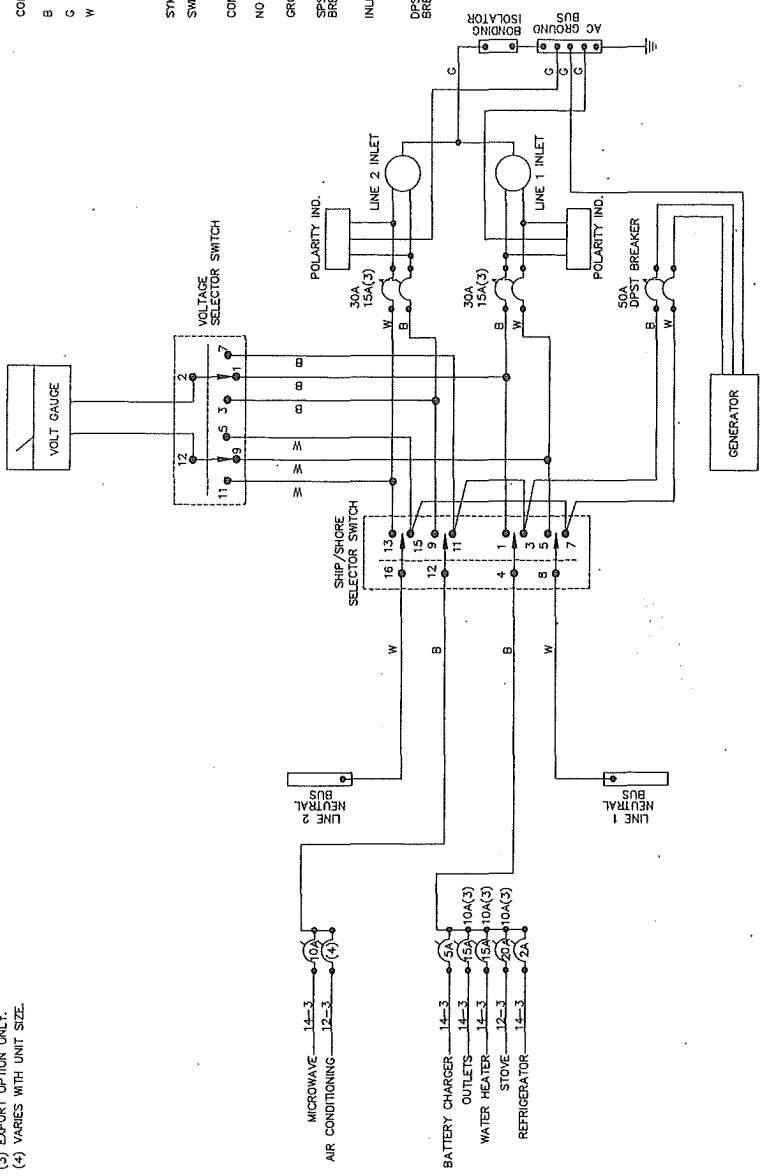 (3) EXPORT OPTION ONLY.
(4) VARIES WITH UNIT SIZE.
B
G
W
NO
INL
VOLT GAUGE
VOLTAGE
SELECTOR SWITCH
2
12
7
1
3
5
9
11
B
B
B
W
W
W
POLARITY IND.
LINE 2 INLET
LINE 1 INLET
POLARITY IND.
G
BONDING
ISOLATOR
AC GROUND
BUS
G
G
G
30A
15A(3)
W
B
30A
15A(3)
B
W
50A
DPST BREAKER
B
W
GENERATOR
SHIP/SHORE
SELECTOR SWITCH
16
13
15
12
9
11
4
1
3
8
5
7
W
B
B
W
LINE 2
NEUTRAL
BUS
LINE 1
NEUTRAL
BUS
MICROWAVE 14-3 10A
AIR CONDITIONING 12-3 (4)
BATTERY CHARGER 14-3 5A
OUTLETS 14-3 15A 10A(3)
WATER HEATER 14-3 15A 10A(3)
STOVE 12-3 20A 10A(3)
REFRIGERATOR 14-3 2A